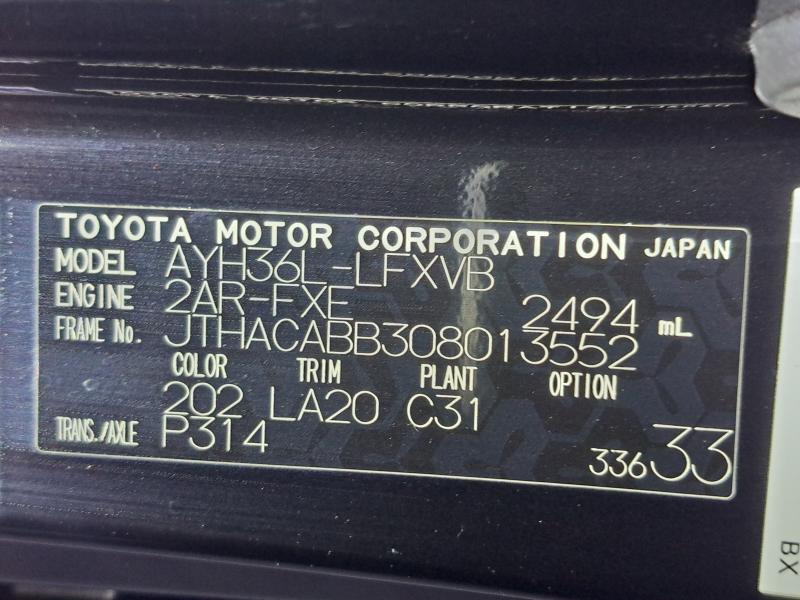 TOYOTA MOTOR CORPORATION JAPAN
MODEL AYH36L-LFXVB
ENGINE 2AR-FXE 2494 mL
FRAME No. JTHACABB308013552
COLOR TRIM PLANT OPTION
202 LA20 C31
TRANS./AXLE P314
33633
BX